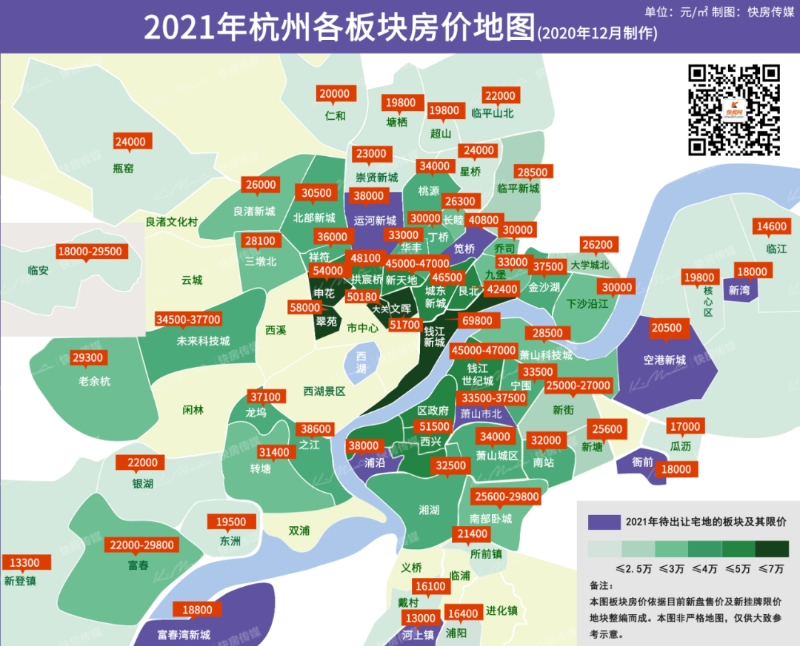 单位：元/㎡ 制图：快房传媒
2021年杭州各板块房价地图(2020年12月制作)
20000
仁和
19800
塘栖
19800
超山
22000
临平山北
24000
瓶窑
23000
崇贤新城
34000
桃源
24000
星桥
28500
临平新城
26000
良渚新城
30500
北部新城
38000
运河新城
26300
长睦
良渚文化村
30000
丁桥
40800
笕桥
30000
乔司
36000
祥符
33000
华丰
28100
三墩北
26200
大学城北
14600
临江
18000-29500
临安
48100
拱宸桥
45000-47000
新天地
33000
九堡
37500
金沙湖
54000
申花
46500
艮北
城东
新城
42400
30000
下沙沿江
19800
核心区
18000
新湾
云城
50180
大关
文晖
51700
58000
翠苑
34500-37700
未来科技城
西溪
市中心
69800
钱江
新城
28500
萧山科技城
20500
空港新城
29300
老余杭
西湖
45000-47000
钱江
世纪城
33500
宁围
西湖景区
25000-27000
新街
37100
龙坞
33500-37500
萧山市北
闲林
区政府
51500
西兴
38600
之江
34000
萧山城区
32000
南站
25600
新塘
17000
瓜沥
31400
转塘
38000
浦沿
32500
衙前
18000
22000
银湖
湘湖
25600-29800
南部卧城
19500
东洲
双浦
21400
所前镇
22000-29800
富春
13300
新登镇
义桥
临浦
16100
戴村
18800
富春湾新城
13000
河上镇
16400
浦阳
进化镇
2021年待出让宅地的板块及其限价
≤2.5万 ≤3万 ≤4万 ≤5万 ≤7万
备注：
本图板块房价依据目前新盘售价及新挂牌限价
地块整编而成。本图非严格地图，仅供大致参
考示意。
快房传媒